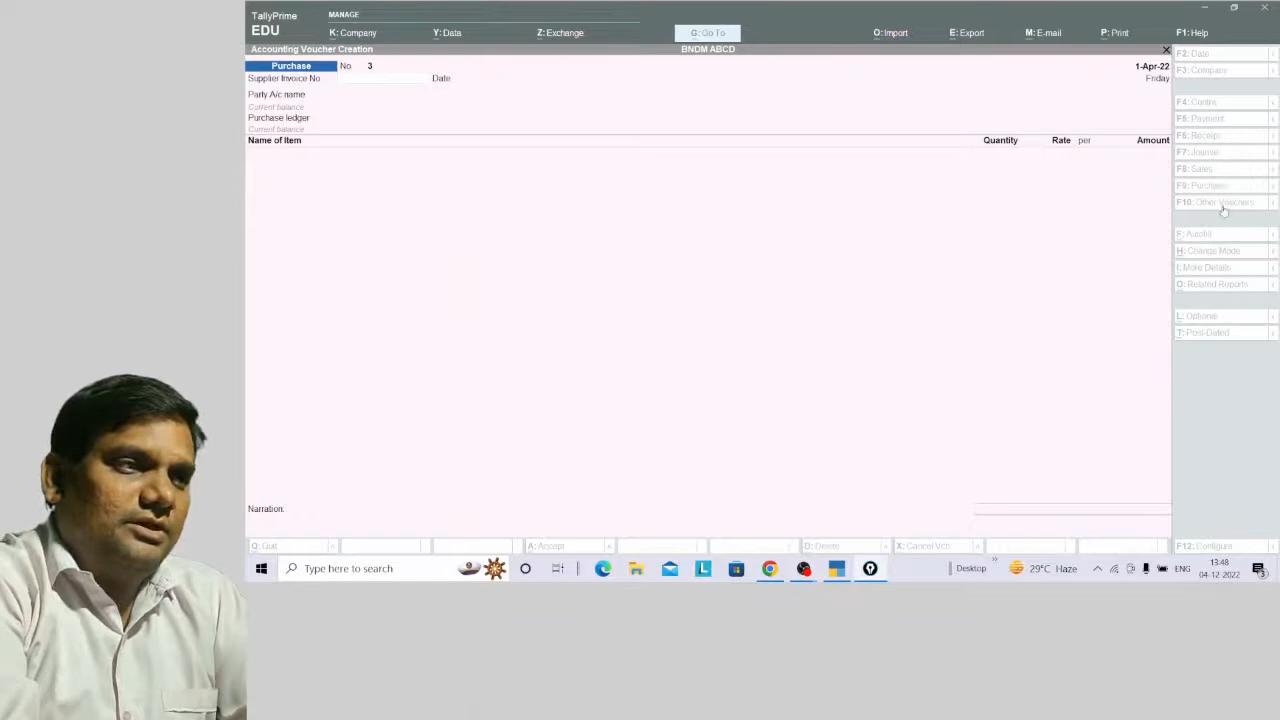 TallyPrime
EDU
MANAGE
K: Company
Y: Data
Z: Exchange
G: Go To
O: Import
E: Export
M: E-mail
P: Print
F1: Help
Accounting Voucher Creation
BNDM ABCD
Purchase
No. 3
1-Apr-22
Supplier Invoice No
Date
Friday
Party A/c name
Current balance
Purchase ledger
Current balance
Name of Item
Quantity
Rate
per
Amount
F2: Date
F3: Company
F4: Contra
F5: Payment
F6: Receipt
F7: Journal
F8: Sales
F9: Purchase
F10: Other Vouchers
F: Autofill
H: Change Mode
I: More Details
O: Related Reports
L: Optional
T: Post-Dated
Narration:
Q: Quit
A: Accept
D: Delete
X: Cancel Vch
F12: Configure
Type here to search
Desktop
29°C Haze
ENG
13:48
04-12-2022
3